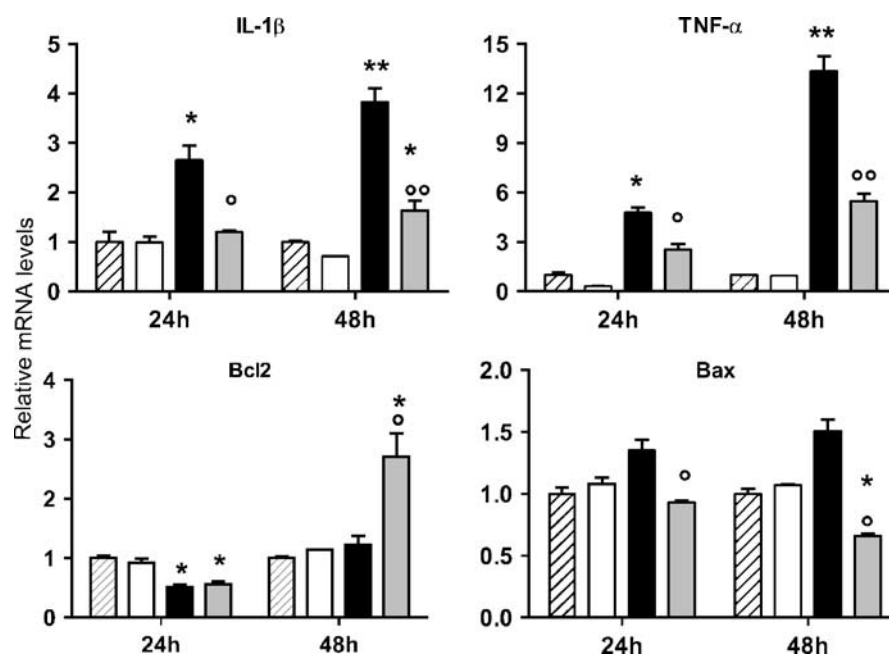 IL-1β
5
4
3
2
1
0
*
°
**
*
°°
24h
48h
TNF-α
15
12
9
6
3
0
*
°
**
°°
24h
48h
Relative mRNA levels
Bcl2
4
3
2
1
0
*
*
*
°
24h
48h
Bax
2.0
1.5
1.0
0.5
0.0
°
*
°
24h
48h